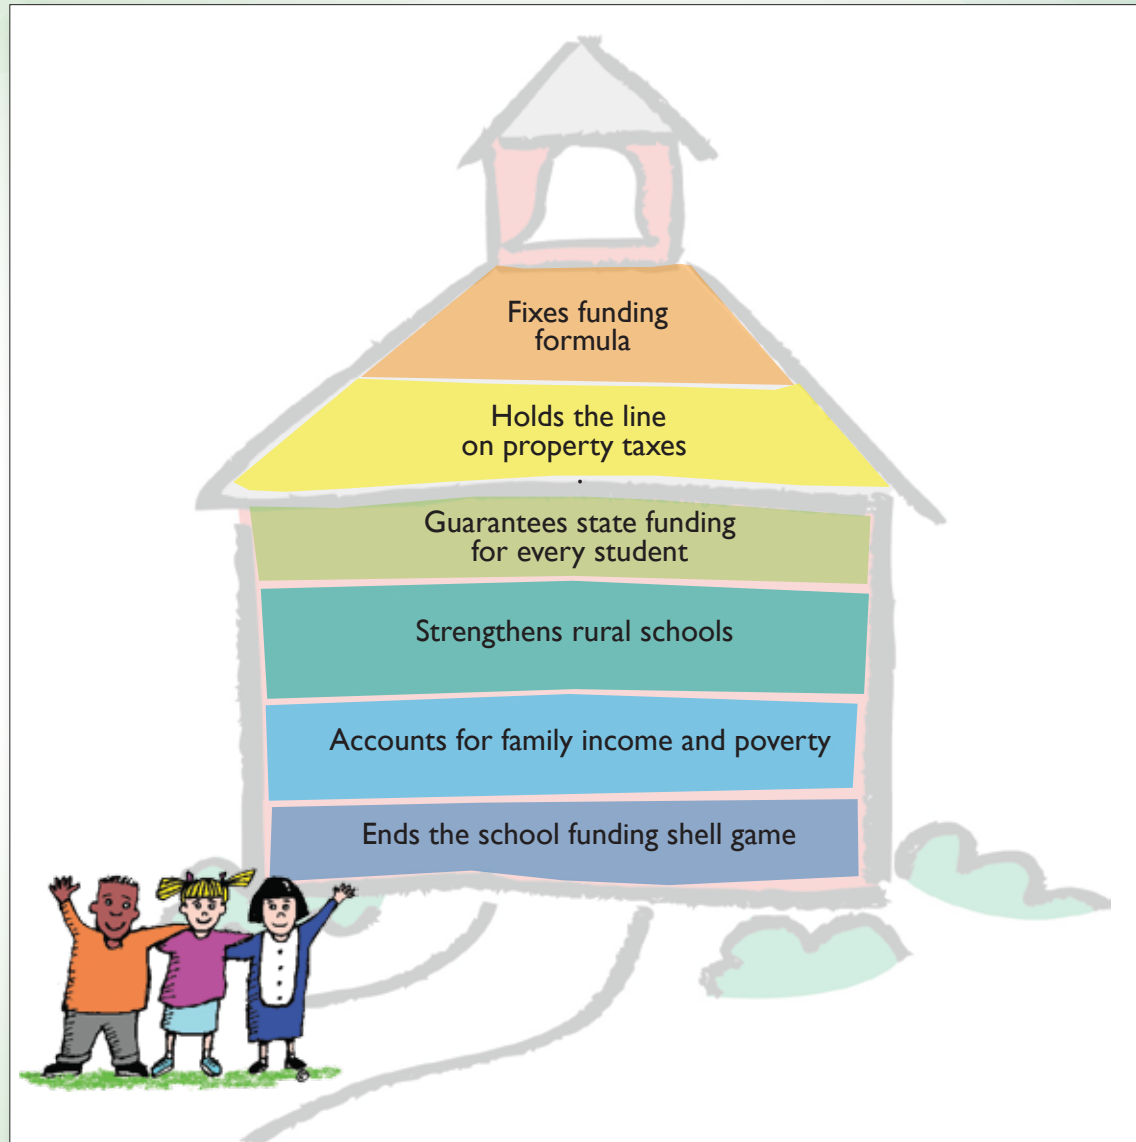 Fixes funding
formula
Holds the line
on property taxes
.
Guarantees state funding
for every student
Strengthens rural schools
Accounts for family income and poverty
Ends the school funding shell game